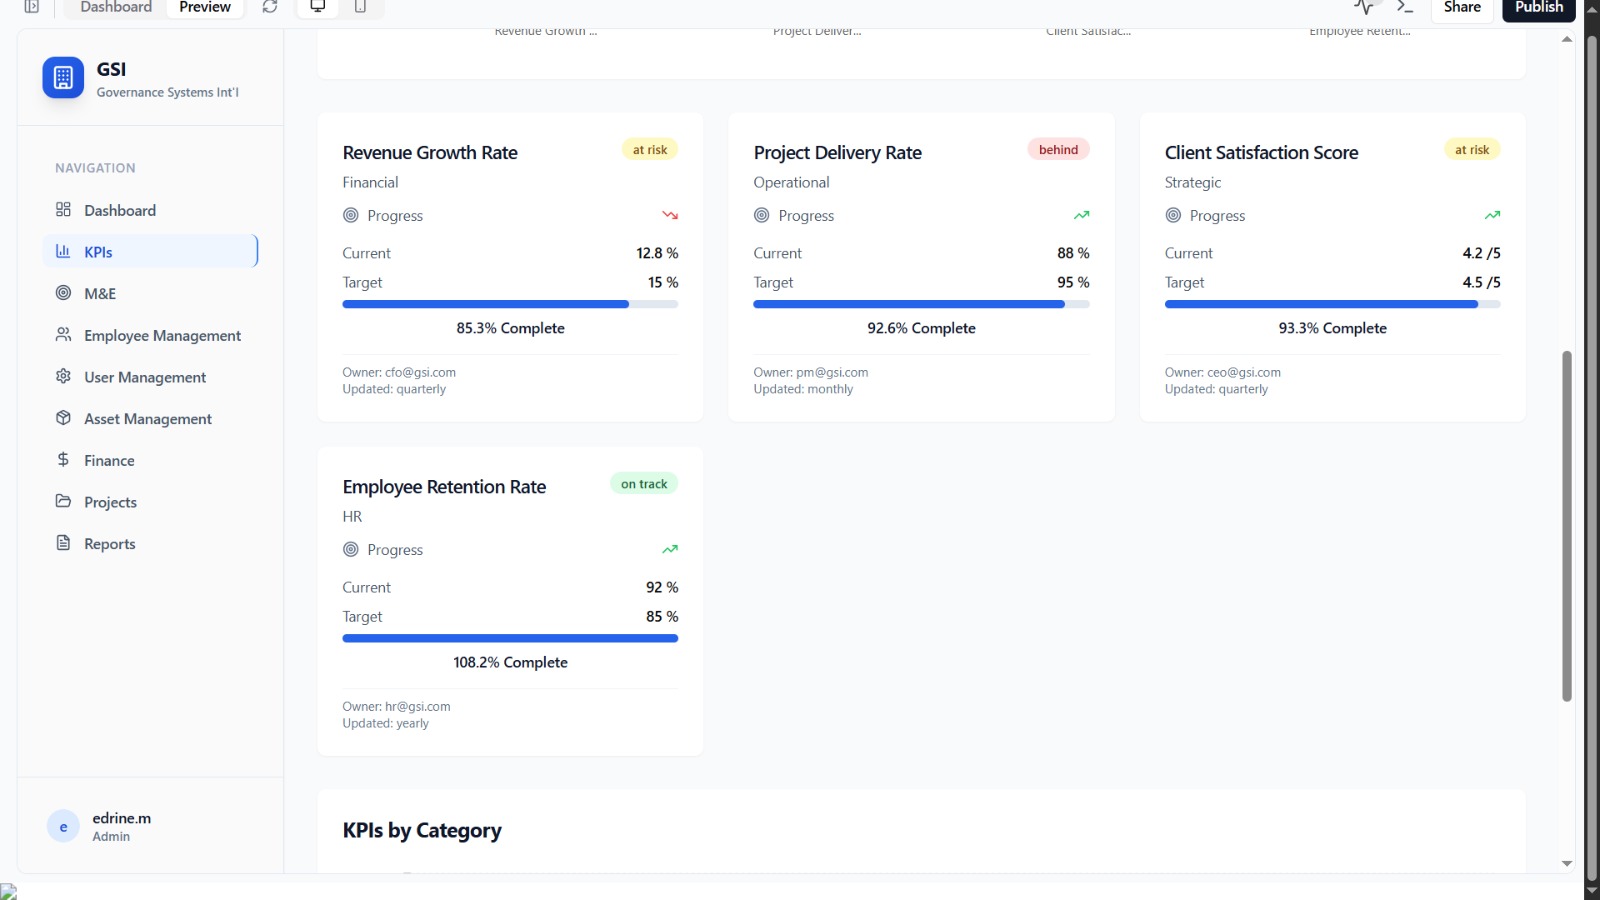 Dashboard
Preview
Share
Publish
GSI
Governance Systems Int'l
NAVIGATION
Dashboard
KPIs
M&E
Employee Management
User Management
Asset Management
Finance
Projects
Reports
edrine.m
e
Admin
Revenue Growth ...
Project Deliver...
Client Satisfac...
Employee Retent...
Revenue Growth Rate
at risk
Financial
Progress
Current
12.8 %
Target
15 %
85.3% Complete
Owner: cfo@gsi.com
Updated: quarterly
Project Delivery Rate
behind
Operational
Progress
Current
88 %
Target
95 %
92.6% Complete
Owner: pm@gsi.com
Updated: monthly
Client Satisfaction Score
at risk
Strategic
Progress
Current
4.2 /5
Target
4.5 /5
93.3% Complete
Owner: ceo@gsi.com
Updated: quarterly
Employee Retention Rate
on track
HR
Progress
Current
92 %
Target
85 %
108.2% Complete
Owner: hr@gsi.com
Updated: yearly
KPIs by Category